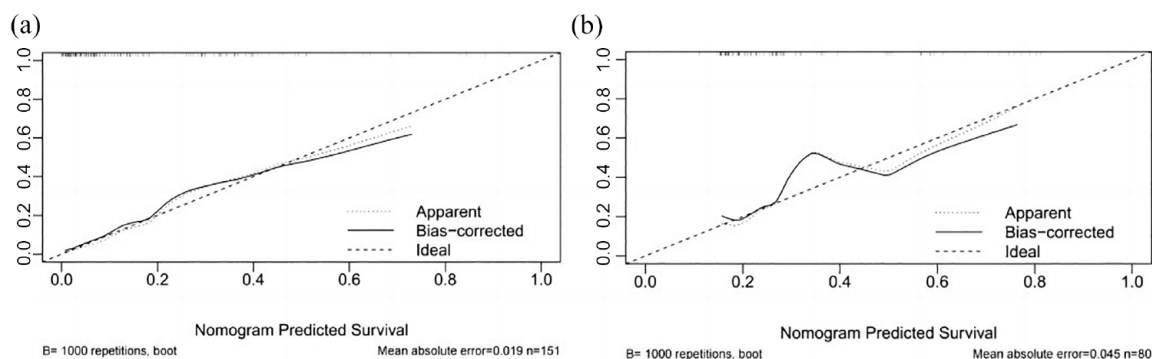 (a)
1.0
0.8
0.6
0.4
0.2
0.0
Apparent
Bias-corrected
Ideal
0.0 0.2 0.4 0.6 0.8 1.0
Nomogram Predicted Survival
B= 1000 repetitions, boot
Mean absolute error=0.019 n=151
(b)
1.0
0.8
0.6
0.4
0.2
0.0
Apparent
Bias-corrected
Ideal
0.0 0.2 0.4 0.6 0.8 1.0
Nomogram Predicted Survival
B= 1000 repetitions, boot
Mean absolute error=0.045 n=80